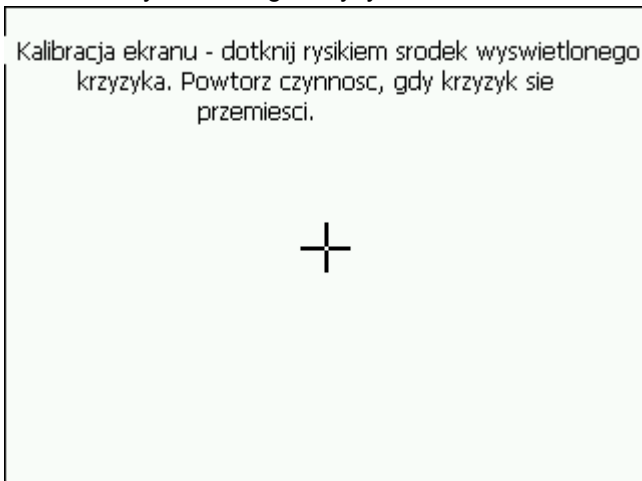 Kalibracja ekranu - dotknij rysikiem srodek wyswietlonego
krzyzyka. Powtorz czynnosc, gdy krzyzyk sie
przemiesci.